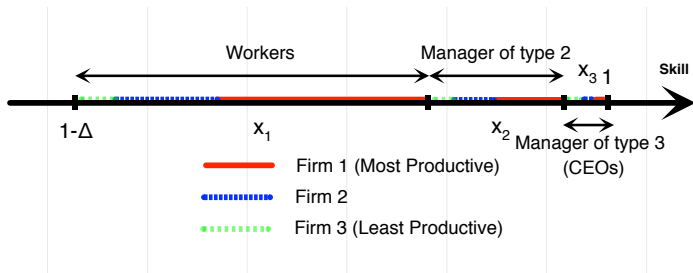 Workers
Manager of type 2
x3 1
Skill
1-Δ
x1
x2
Manager of type 3
(CEOs)
Firm 1 (Most Productive)
Firm 2
Firm 3 (Least Productive)